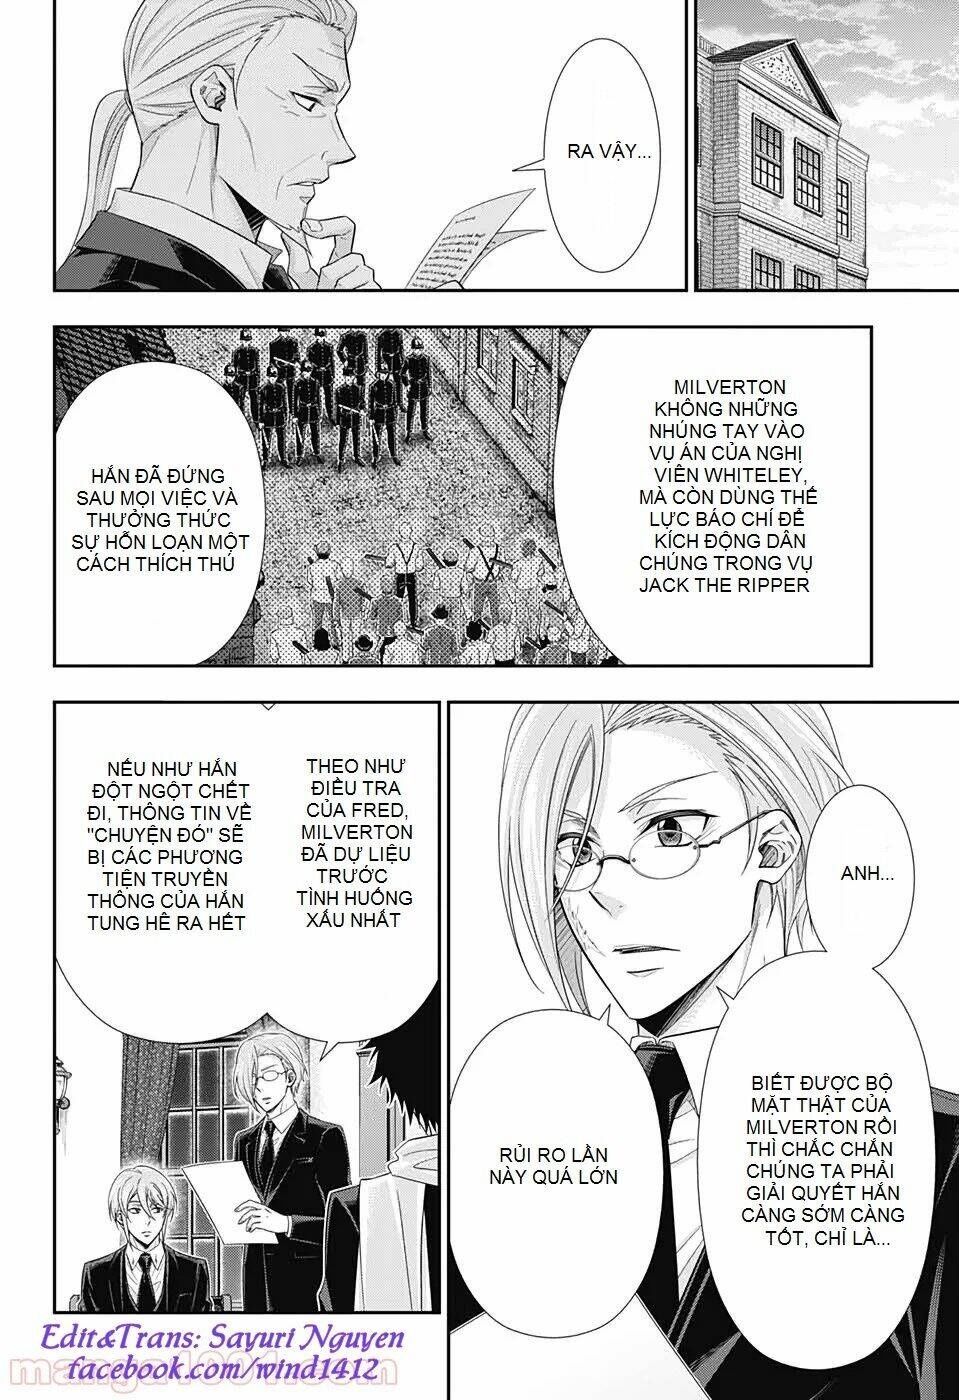 RA VẬY...
MILVERTON
KHÔNG NHỮNG
NHÚNG TAY VÀO
VỤ ÁN CỦA NGHỊ
VIÊN WHITELEY,
MÀ CÒN DÙNG THẾ
LỰC BÁO CHÍ ĐỂ
KÍCH ĐỘNG DÂN
CHÚNG TRONG VỤ
JACK THE RIPPER
HẮN ĐÃ ĐỨNG
SAU MỌI VIỆC VÀ
THƯỞNG THỨC
SỰ HỖN LOẠN MỘT
CÁCH THÍCH THÚ
ANH...
BIẾT ĐƯỢC BỘ
MẶT THẬT CỦA
MILVERTON RỒI
THÌ CHẮC CHẮN
CHÚNG TA PHẢI
GIẢI QUYẾT HẮN
CÀNG SỚM CÀNG
TỐT, CHỈ LÀ...
RỦI RO LẦN
NÀY QUÁ LỚN
THEO NHƯ
ĐIỀU TRA
CỦA FRED,
MILVERTON
ĐÃ DỰ LIỆU
TRƯỚC
TÌNH HUỐNG
XẤU NHẤT
NẾU NHƯ HẮN
ĐỘT NGỘT CHẾT
ĐI, THÔNG TIN VỀ
"CHUYỆN ĐÓ" SẼ
BỊ CÁC PHƯƠNG
TIỆN TRUYỀN
THÔNG CỦA HẮN
TUNG HÊ RA HẾT
Edit&Trans: Sayuri Nguyen
facebook.com/wind1412
manga1001.com